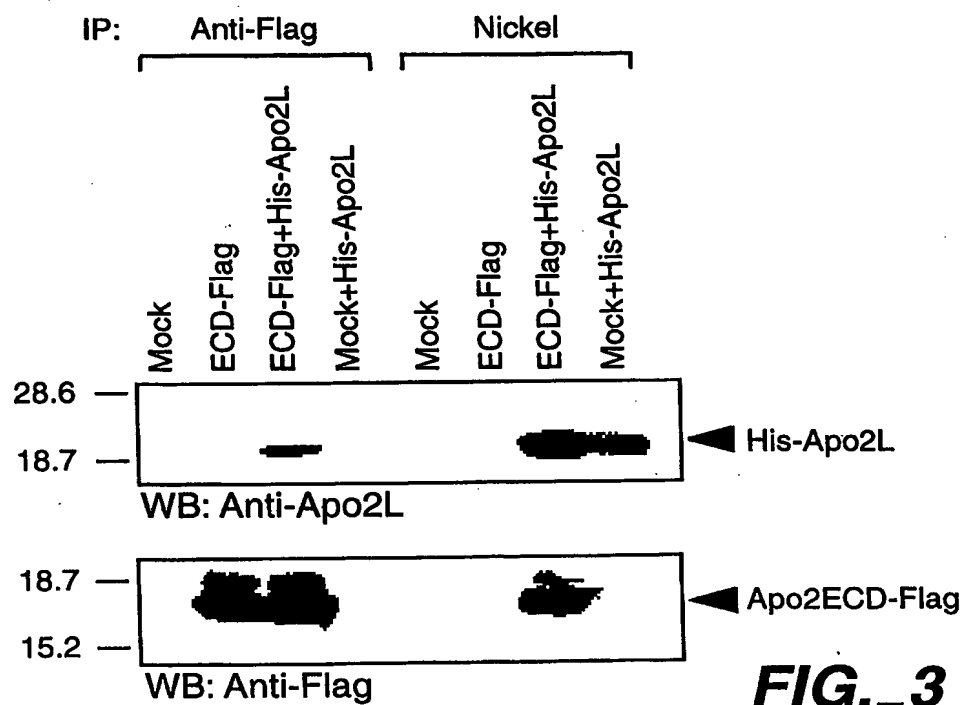 IP: Anti-Flag Nickel
Mock
ECD-Flag
ECD-Flag+His-Apo2L
Mock+His-Apo2L
Mock
ECD-Flag
ECD-Flag+His-Apo2L
Mock+His-Apo2L
28.6
18.7
His-Apo2L
WB: Anti-Apo2L
18.7
15.2
Apo2ECD-Flag
WB: Anti-Flag
FIG._3